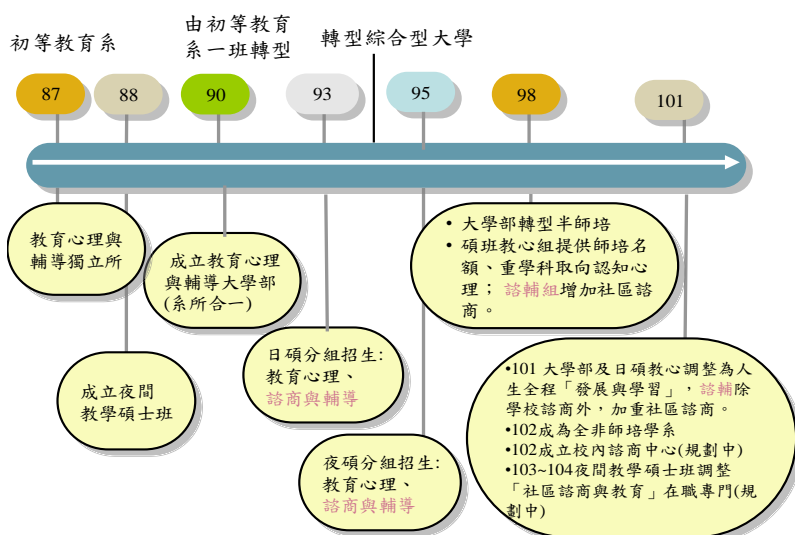 初等教育系
由初等教育
系一班轉型
轉型綜合型大學
87
88
90
93
95
98
101
教育心理與
輔導獨立所
成立夜間
教學碩士班
成立教育心理
與輔導大學部
(系所合一)
日碩分組招生:
教育心理、
諮商與輔導
夜碩分組招生:
教育心理、
諮商與輔導
• 大學部轉型半師培
• 碩班教心組提供師培名
額、重學科取向認知心
理； 諮輔組增加社區諮
商。
•101 大學部及日碩教心調整為人
生全程「發展與學習」，諮輔除
學校諮商外，加重社區諮商。
•102成為全非師培學系
•102成立校內諮商中心(規劃中)
•103~104夜間教學碩士班調整
「社區諮商與教育」在職專門(規
劃中)